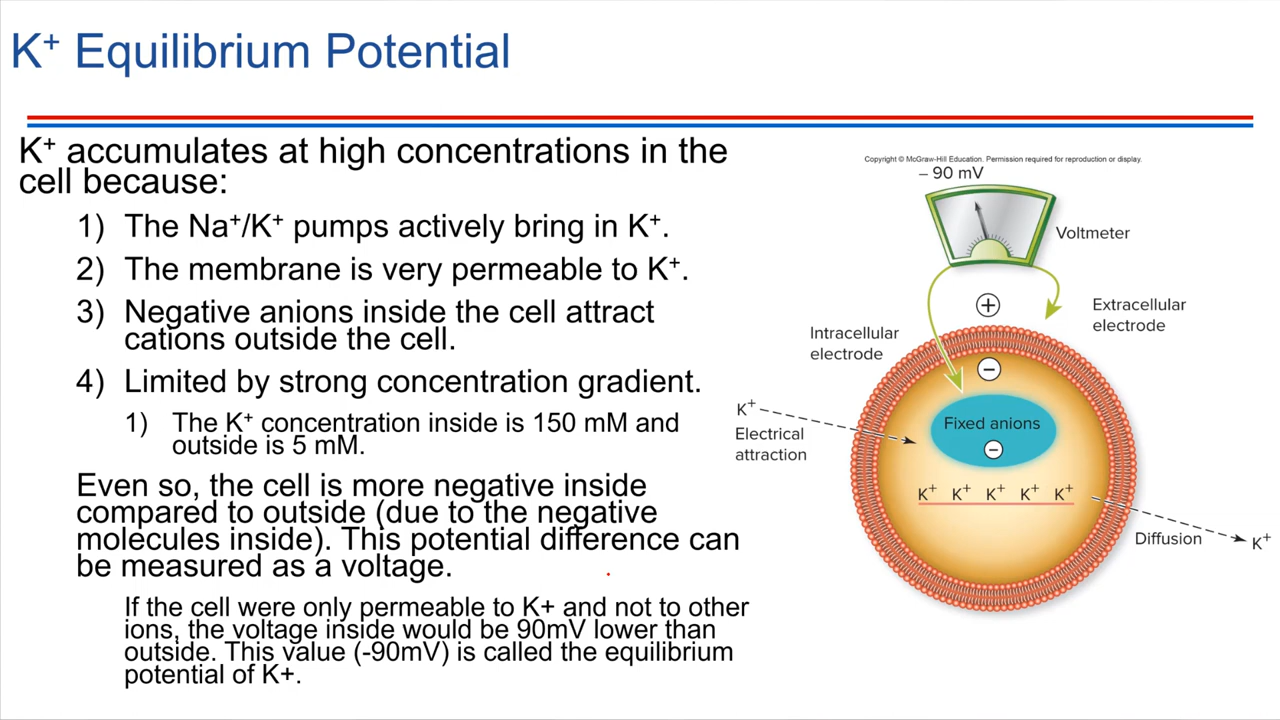 K⁺ Equilibrium Potential
K⁺ accumulates at high concentrations in the
cell because:
1) The Na⁺/K⁺ pumps actively bring in K⁺.
2) The membrane is very permeable to K⁺.
3) Negative anions inside the cell attract
cations outside the cell.
4) Limited by strong concentration gradient.
1) The K⁺ concentration inside is 150 mM and
outside is 5 mM.
Even so, the cell is more negative inside
compared to outside (due to the negative
molecules inside). This potential difference can
be measured as a voltage.
If the cell were only permeable to K+ and not to other
ions, the voltage inside would be 90mV lower than
outside. This value (-90mV) is called the equilibrium
potential of K+.
Copyright © McGraw-Hill Education. Permission required for reproduction or display.
– 90 mV
Voltmeter
+
Extracellular
electrode
Intracellular
electrode
–
K⁺
Electrical
attraction
Fixed anions
–
K⁺ K⁺ K⁺ K⁺ K⁺
Diffusion
K⁺